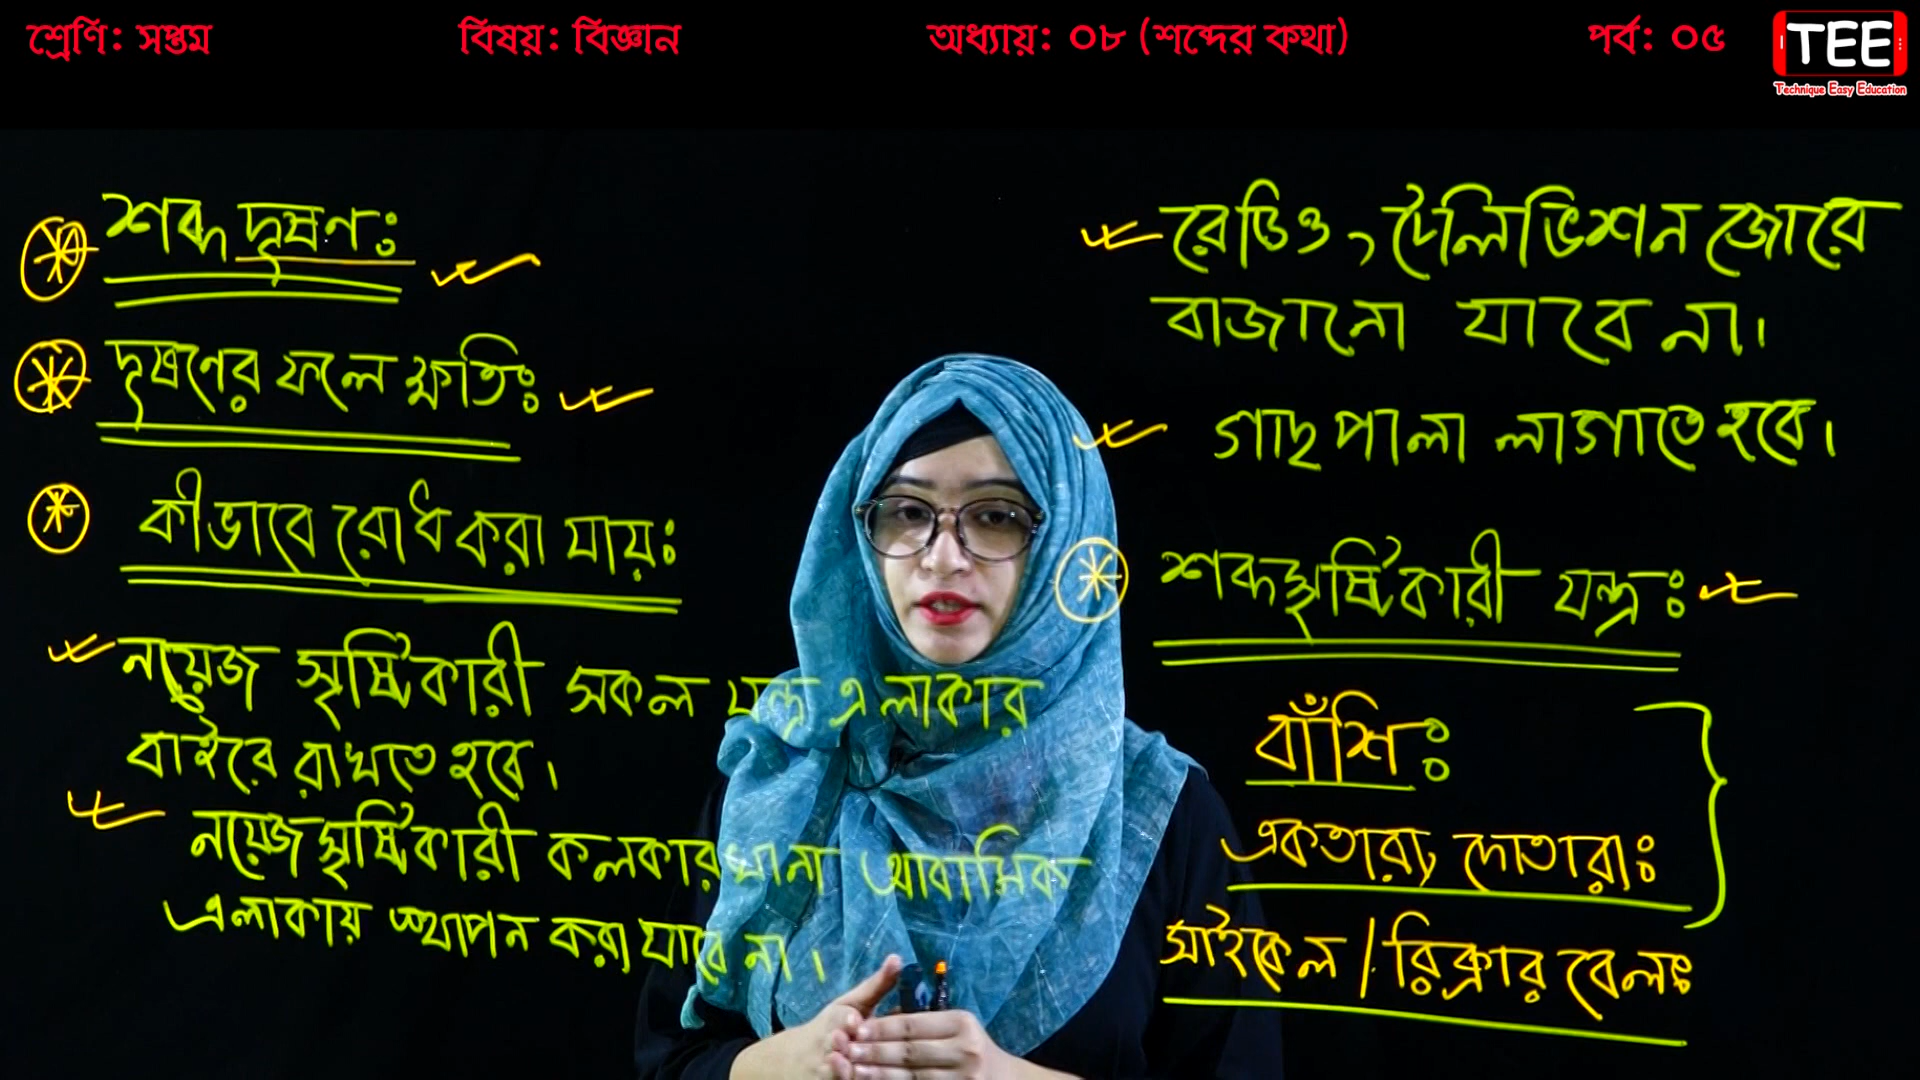 শ্রেণি: সপ্তম
বিষয়: বিজ্ঞান
অধ্যায়: ০৮ (শব্দের কথা)
পর্ব: ০৫
TEE
Technique Easy Education
শব্দ দূষণঃ
দূষণের ফলে ক্ষতিঃ
কীভাবে রোধ করা যায়ঃ
নয়েজ সৃষ্টিকারী সকল যন্ত্র এলাকার
বাইরে রাখতে হবে।
নয়েজ সৃষ্টিকারী কলকারখানা আবাসিক
এলাকায় স্থাপন করা যাবে না।
রেডিও, টেলিভিশন জোরে
বাজানো যাবে না।
গাছপালা লাগাতে হবে।
শব্দসৃষ্টিকারী যন্ত্রঃ
বাঁশিঃ
একতারা, দোতারাঃ
সাইকেল / রিক্সার বেলঃ